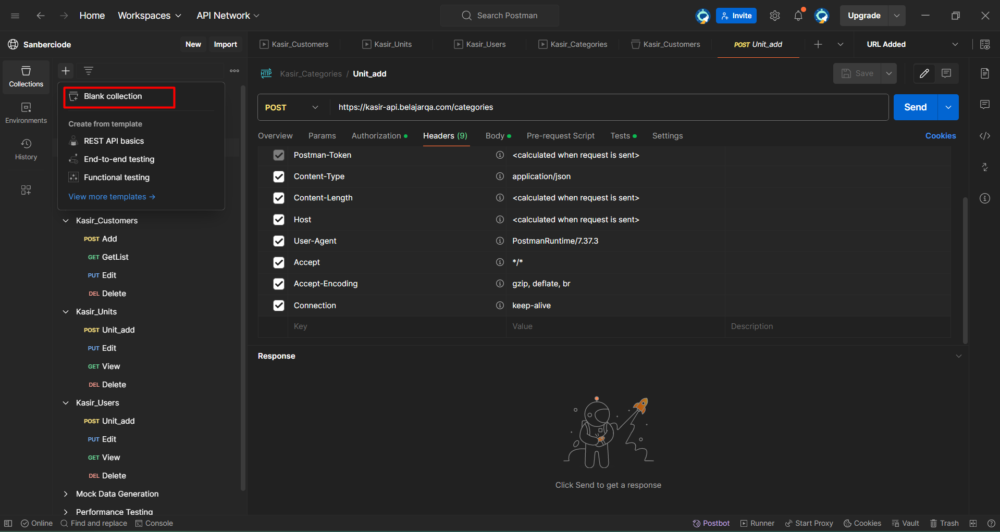 Home Workspaces API Network Search Postman Invite Upgrade
Sanberciode New Import Kasir_Customers Kasir_Units Kasir_Users Kasir_Categories Kasir_Customers POST Unit_add URL Added
Collections
Environments
History
Blank collection
Create from template
REST API basics
End-to-end testing
Functional testing
View more templates →
Kasir_Customers
POST Add
GET GetList
PUT Edit
DEL Delete
Kasir_Units
POST Unit_add
PUT Edit
GET View
DEL Delete
Kasir_Users
POST Unit_add
PUT Edit
GET View
DEL Delete
Mock Data Generation
Performance Testing
HTTP Kasir_Categories / Unit_add Save
POST https://kasir-api.belajarqa.com/categories Send
Overview Params Authorization Headers (9) Body Pre-request Script Tests Settings Cookies
Postman-Token <calculated when request is sent>
Content-Type application/json
Content-Length <calculated when request is sent>
Host <calculated when request is sent>
User-Agent PostmanRuntime/7.37.3
Accept */*
Accept-Encoding gzip, deflate, br
Connection keep-alive
Key Value Description
Response
Click Send to get a response
Online Find and replace Console Postbot Runner Start Proxy Cookies Vault Trash